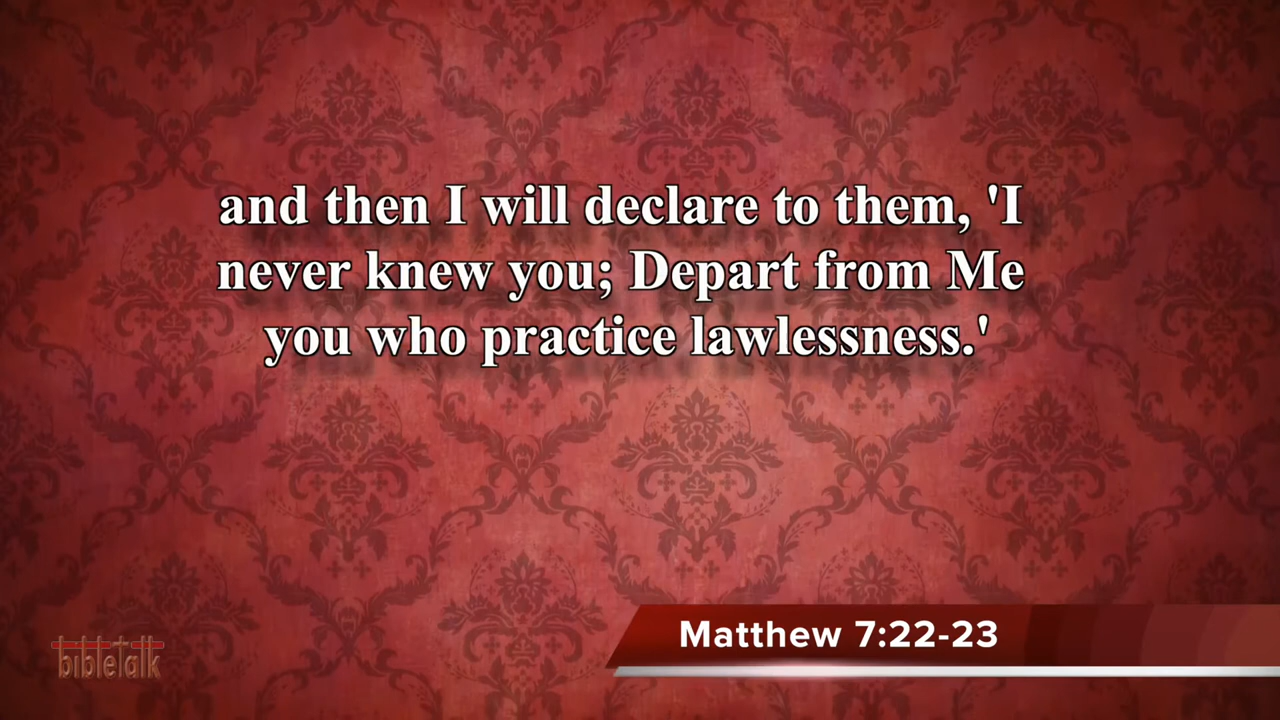 and then I will declare to them, 'I
never knew you; Depart from Me
you who practice lawlessness.'
Matthew 7:22-23
bibletalk